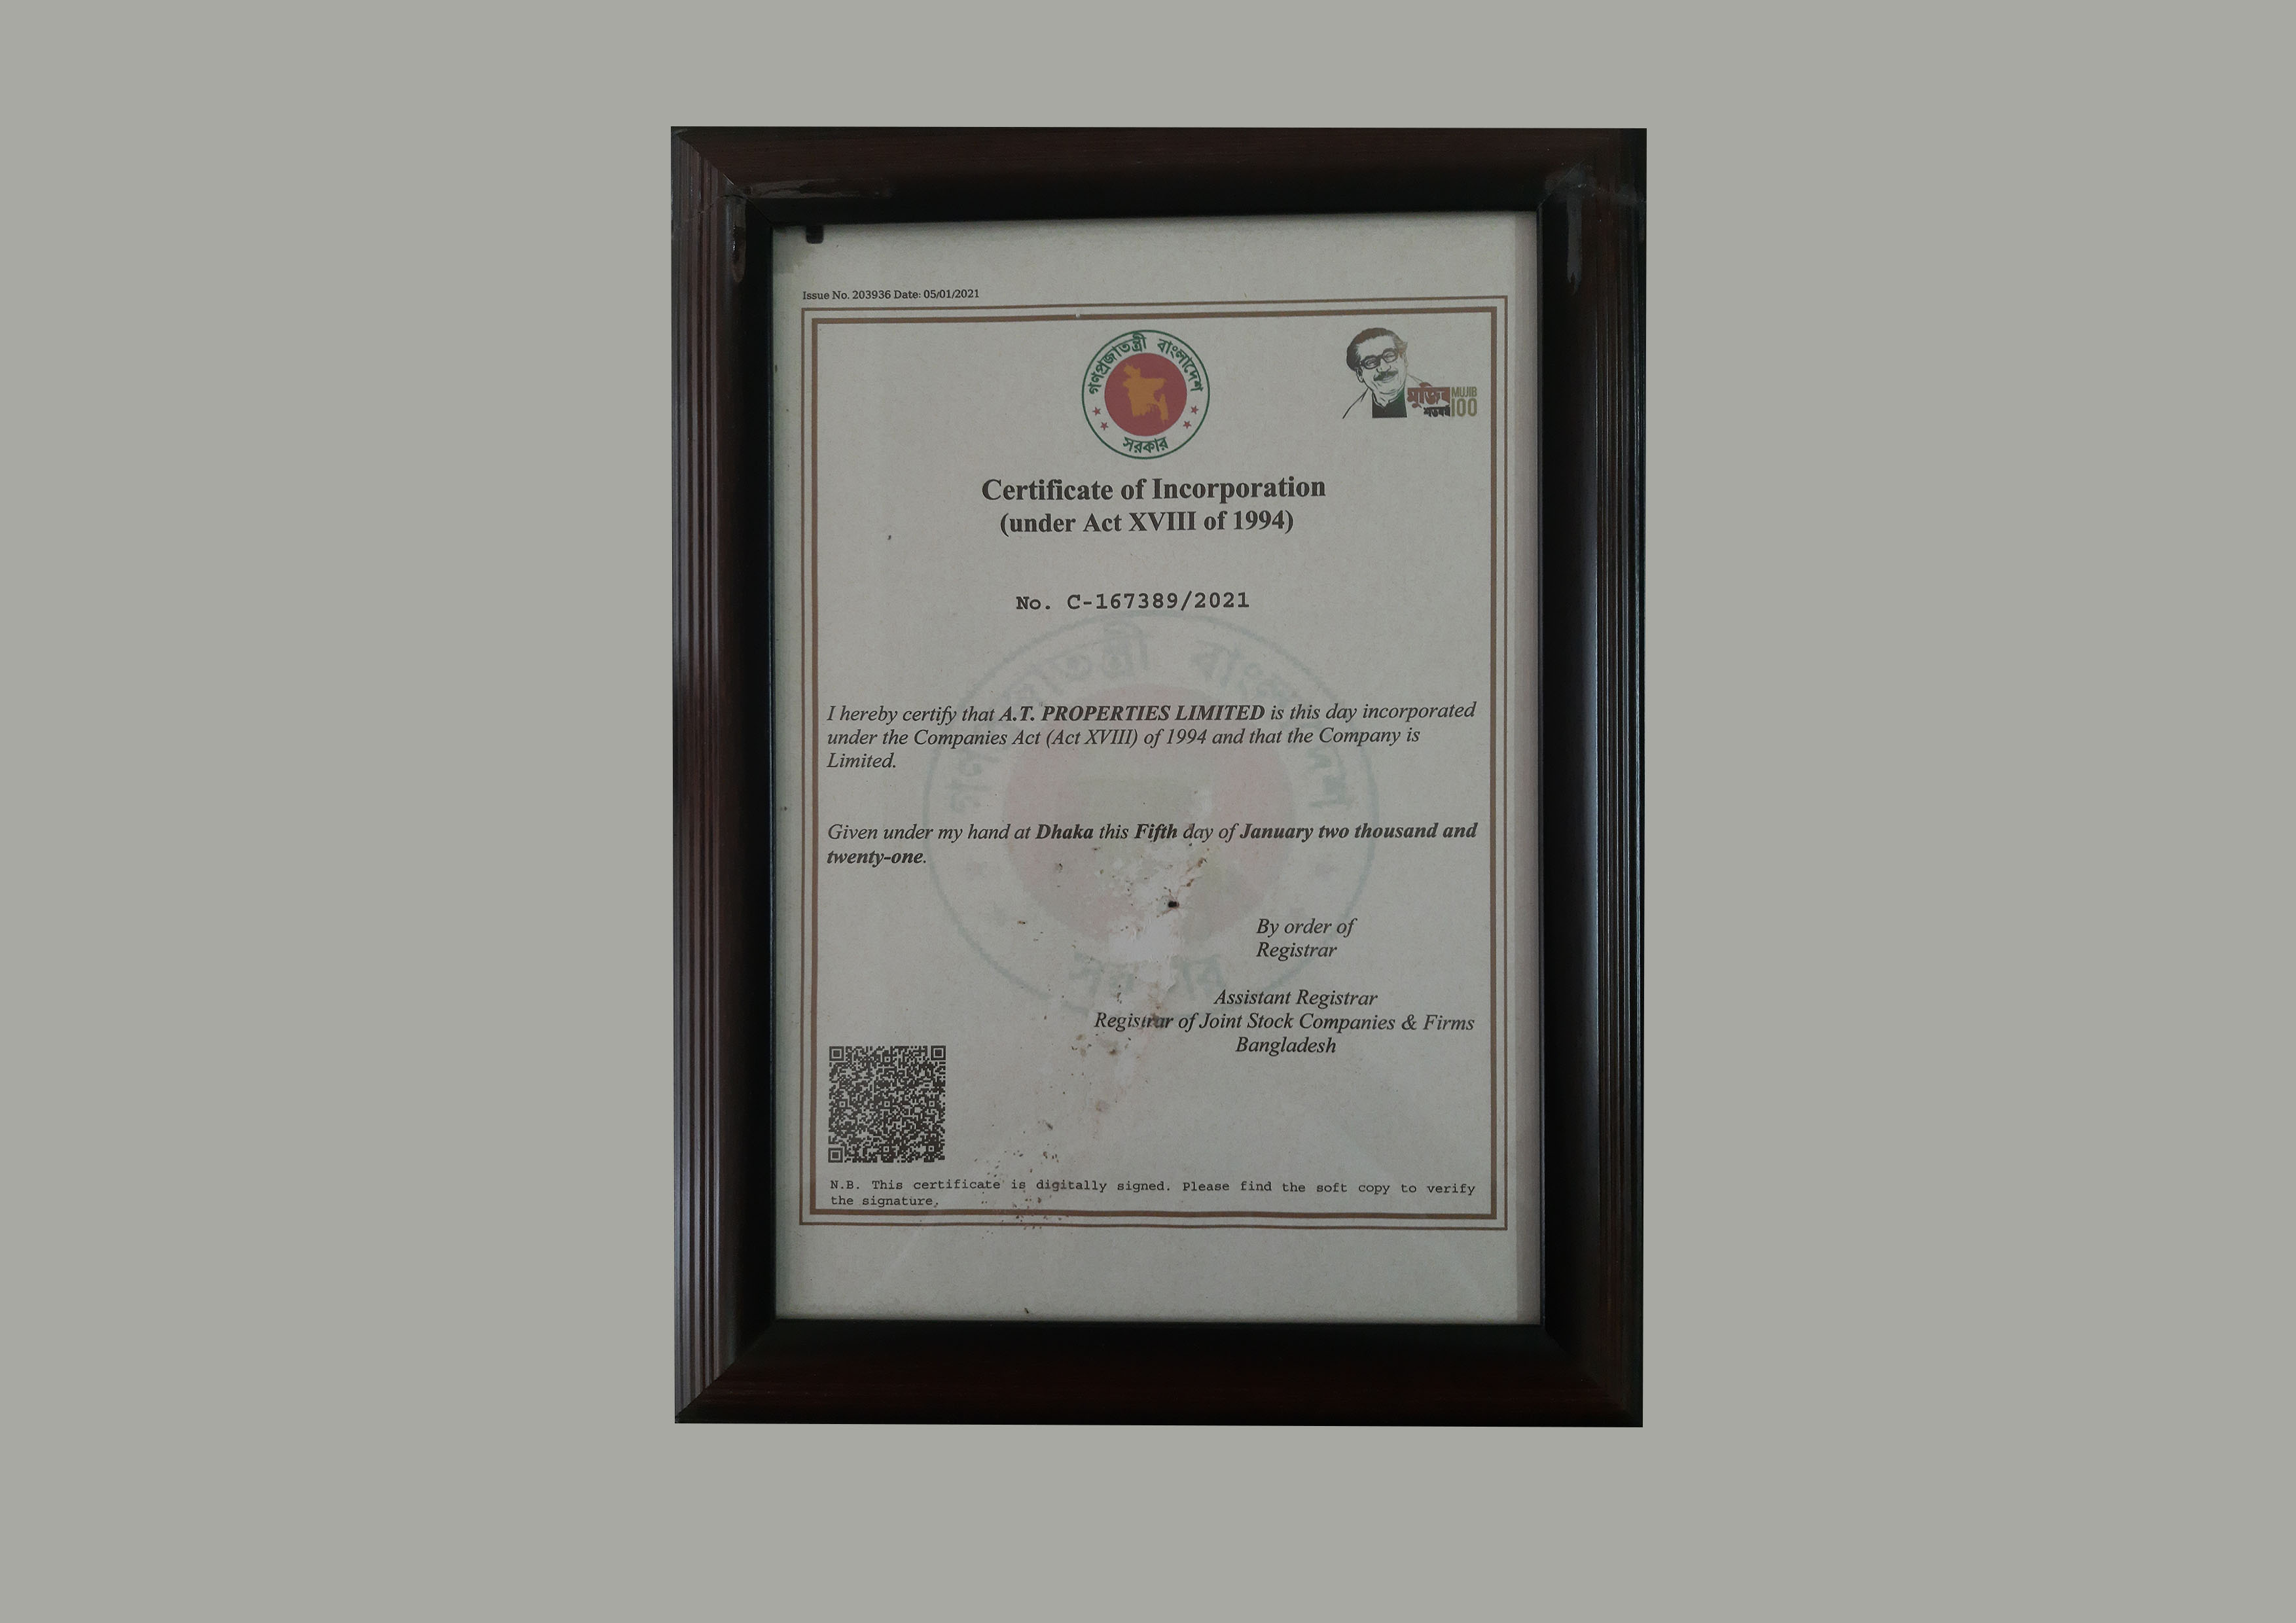 Issue No. 203936 Date: 05/01/2021
গণপ্রজাতন্ত্রী বাংলাদেশ
সরকার
মুজিব MUJIB
শতবর্ষ 100
Certificate of Incorporation
(under Act XVIII of 1994)
No. C-167389/2021
I hereby certify that A.T. PROPERTIES LIMITED is this day incorporated
under the Companies Act (Act XVIII) of 1994 and that the Company is
Limited.
Given under my hand at Dhaka this Fifth day of January two thousand and
twenty-one.
By order of
Registrar
Assistant Registrar
Registrar of Joint Stock Companies & Firms
Bangladesh
N.B. This certificate is digitally signed. Please find the soft copy to verify
the signature.